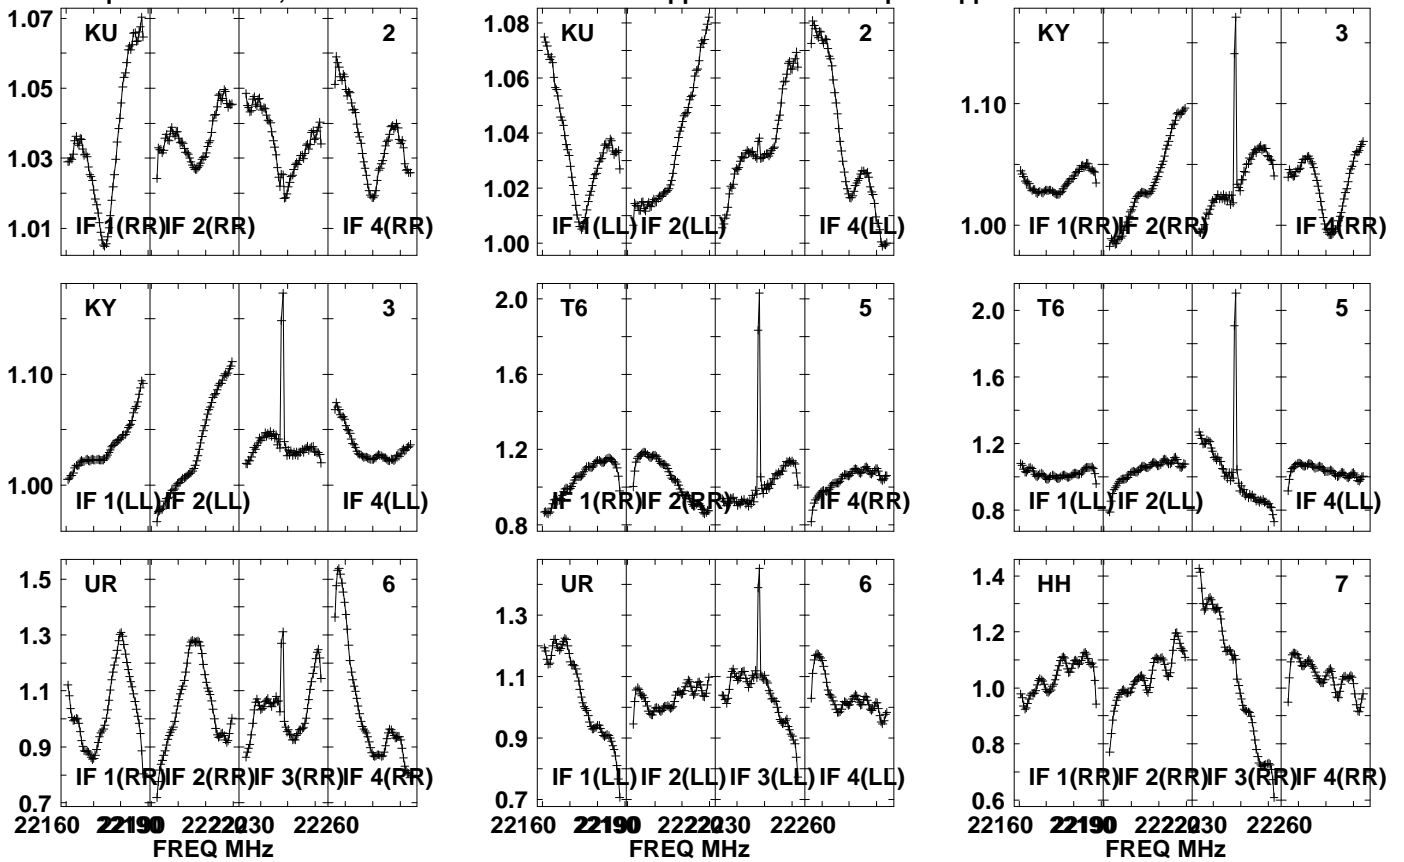 KU 2
1.07
1.05
1.03
1.01
IF 1(RR) IF 2(RR) IF 4(RR)
KU 2
1.08
1.06
1.04
1.02
1.00
IF 1(LL) IF 2(LL) IF 4(LL)
KY 3
1.10
1.00
IF 1(RR) IF 2(RR) IF 4(RR)
KY 3
1.10
1.00
IF 1(LL) IF 2(LL) IF 4(LL)
T6 5
2.0
1.6
1.2
0.8
IF 1(RR) IF 2(RR) IF 4(RR)
T6 5
2.0
1.6
1.2
0.8
IF 1(LL) IF 2(LL) IF 4(LL)
UR 6
1.5
1.3
1.1
0.9
0.7
IF 1(RR) IF 2(RR) IF 3(RR) IF 4(RR)
22160 22190 22230 22260
FREQ MHz
UR 6
1.3
1.1
0.9
0.7
IF 1(LL) IF 2(LL) IF 3(LL) IF 4(LL)
22160 22190 22230 22260
FREQ MHz
HH 7
1.4
1.2
1.0
0.8
0.6
IF 1(RR) IF 2(RR) IF 3(RR) IF 4(RR)
22160 22190 22230 22260
FREQ MHz